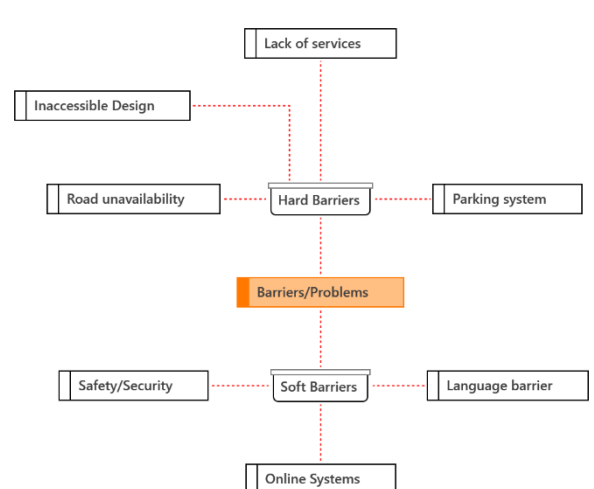 Lack of services
Inaccessible Design
Road unavailability
Hard Barriers
Parking system
Barriers/Problems
Safety/Security
Soft Barriers
Language barrier
Online Systems